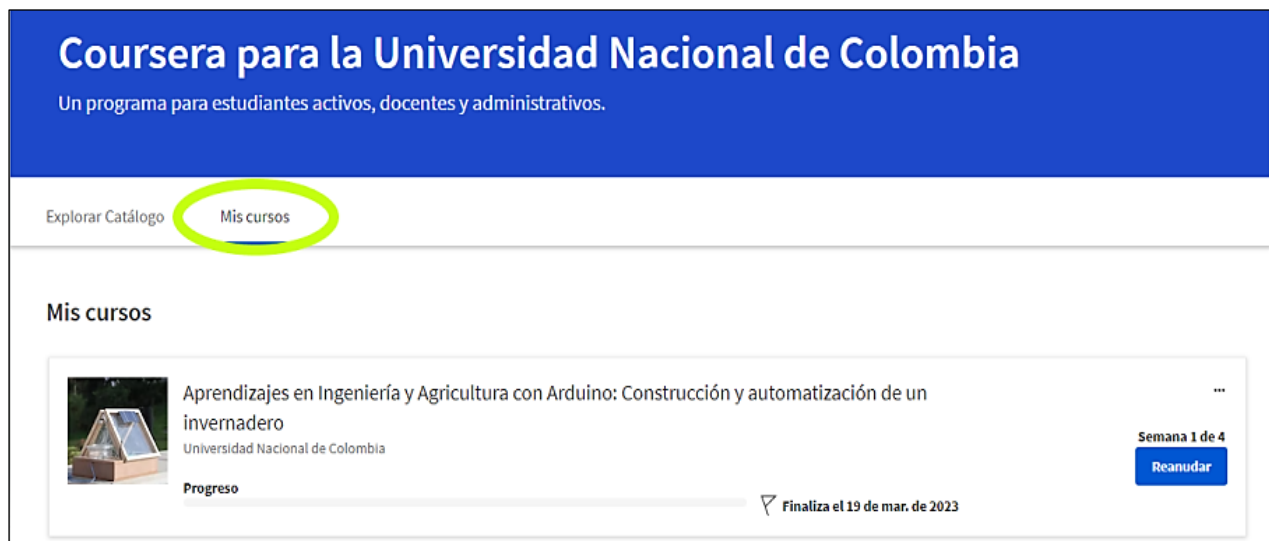 Coursera para la Universidad Nacional de Colombia
Un programa para estudiantes activos, docentes y administrativos.
Explorar Catálogo
Mis cursos
Mis cursos
Aprendizajes en Ingeniería y Agricultura con Arduino: Construcción y automatización de un
invernadero
Universidad Nacional de Colombia
Semana 1 de 4
Reanudar
Progreso
Finaliza el 19 de mar. de 2023